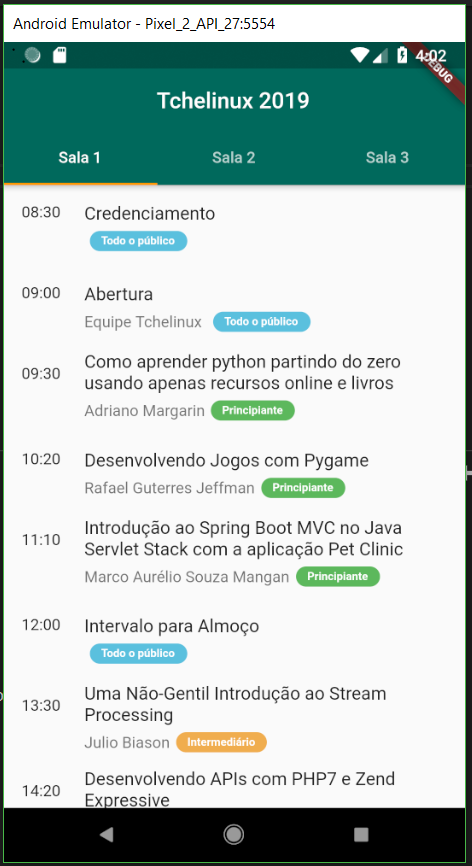 Android Emulator - Pixel_2_API_27:5554
4:02
DEBUG
Tchelinux 2019
Sala 1 Sala 2 Sala 3
08:30 Credenciamento
Todo o público
09:00 Abertura
Equipe Tchelinux Todo o público
09:30 Como aprender python partindo do zero
usando apenas recursos online e livros
Adriano Margarin Principiante
10:20 Desenvolvendo Jogos com Pygame
Rafael Guterres Jeffman Principiante
11:10 Introdução ao Spring Boot MVC no Java
Servlet Stack com a aplicação Pet Clinic
Marco Aurélio Souza Mangan Principiante
12:00 Intervalo para Almoço
Todo o público
13:30 Uma Não-Gentil Introdução ao Stream
Processing
Julio Biason Intermediário
14:20 Desenvolvendo APIs com PHP7 e Zend
Expressive